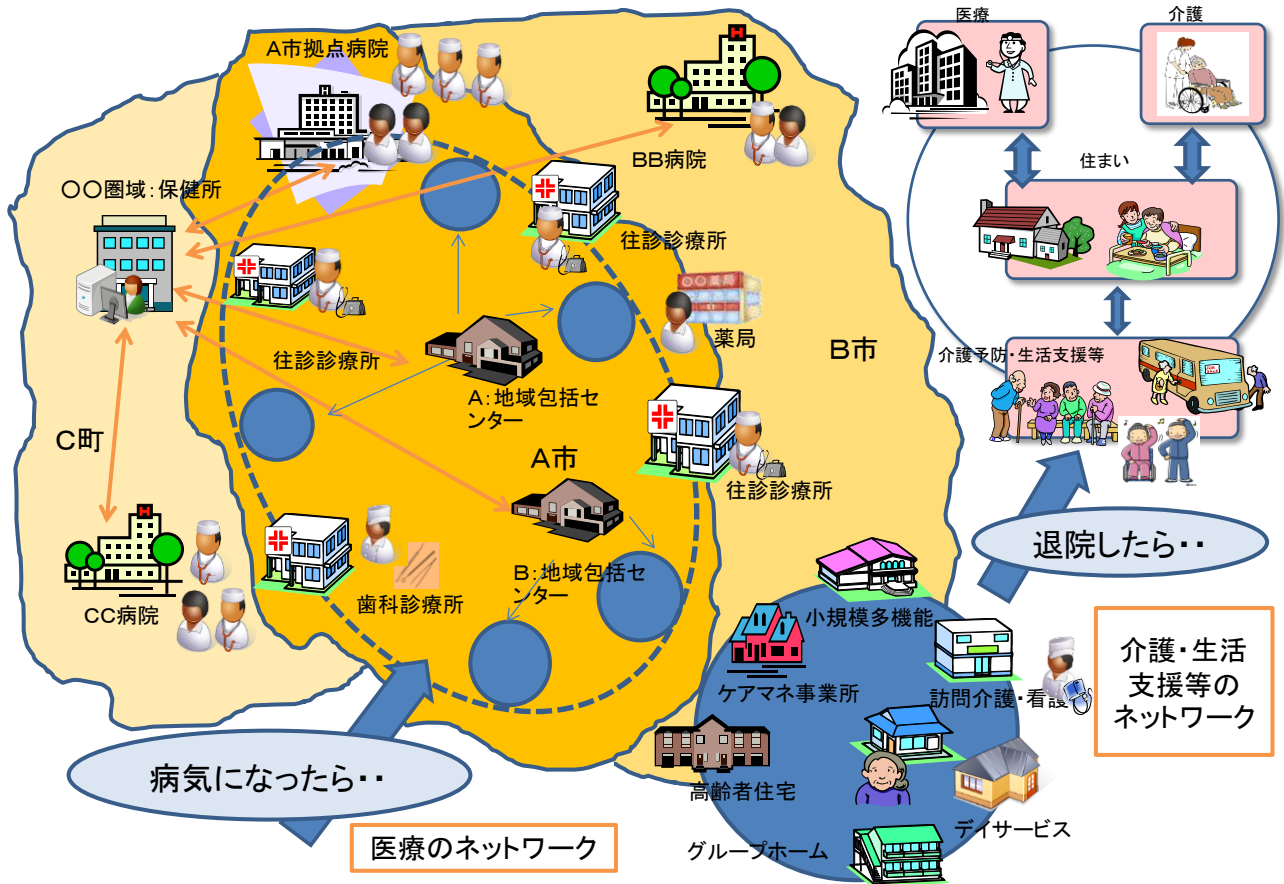 医療
介護
A市拠点病院
BB病院
住まい
〇〇圏域：保健所
往診診療所
〇〇薬局
薬局
往診診療所
B市
介護予防・生活支援等
A：地域包括セ
ンター
C町
A市
往診診療所
退院したら・・
B：地域包括セ
ンター
歯科診療所
CC病院
小規模多機能
介護・生活
支援等の
ネットワーク
ケアマネ事業所
訪問介護・看護
病気になったら・・
高齢者住宅
デイサービス
医療のネットワーク
グループホーム
H
H